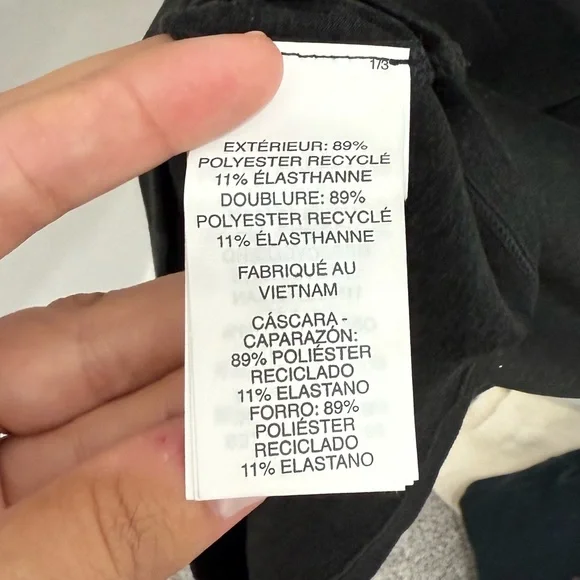 1/3
EXTÉRIEUR: 89%
POLYESTER RECYCLÉ
11% ÉLASTHANNE
DOUBLURE: 89%
POLYESTER RECYCLÉ
11% ÉLASTHANNE
FABRIQUÉ AU
VIETNAM
CÁSCARA -
CAPARAZÓN:
89% POLIÉSTER
RECICLADO
11% ELASTANO
FORRO: 89%
POLIÉSTER
RECICLADO
11% ELASTANO